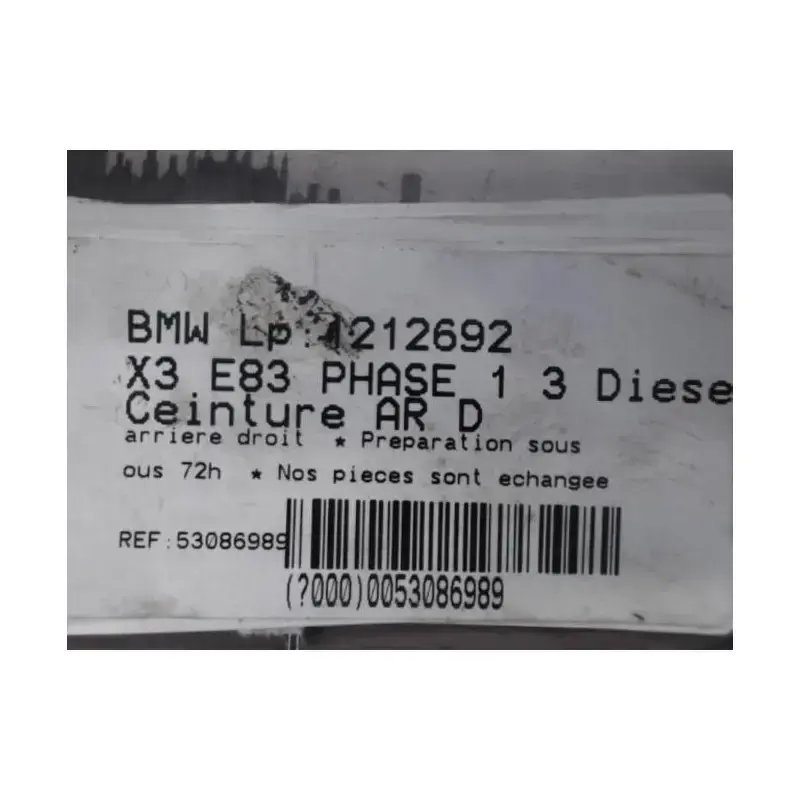 BMW Lp:1212692
X3 E83 PHASE 1 3 Diese
Ceinture AR D
arriere droit * Preparation sous
ous 72h * Nos pieces sont echangee
REF:53086989
(?000)0053086989